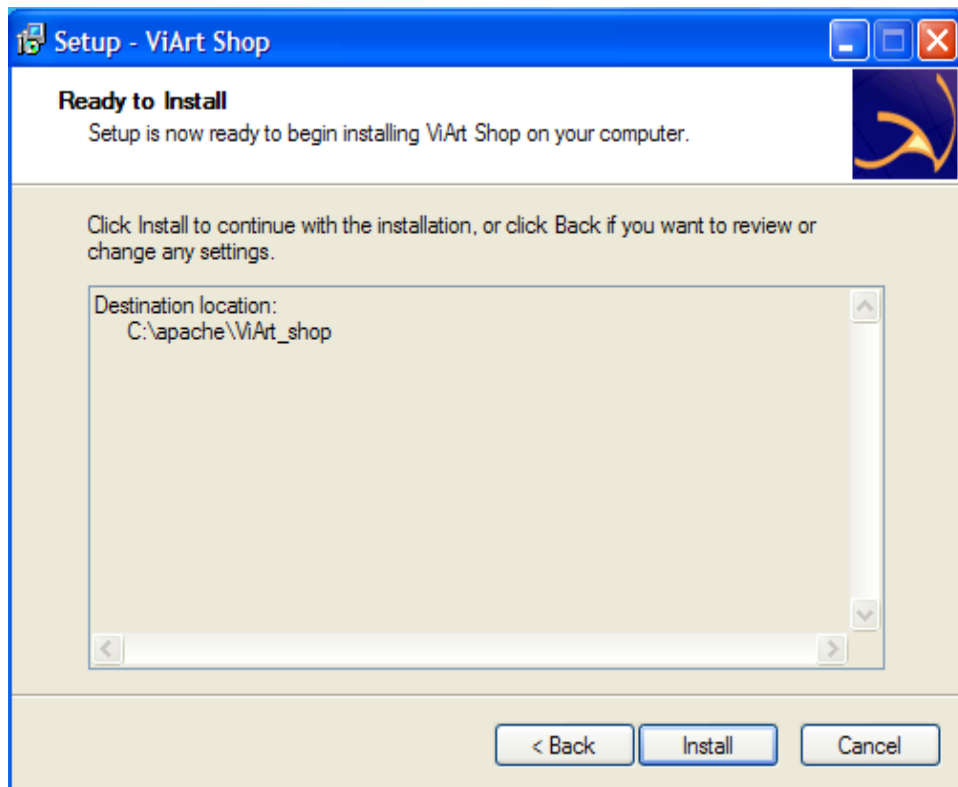 Setup - ViArt Shop
Ready to Install
Setup is now ready to begin installing ViArt Shop on your computer.
Click Install to continue with the installation, or click Back if you want to review or
change any settings.
Destination location:
C:\apache\ViArt_shop
< Back
Install
Cancel